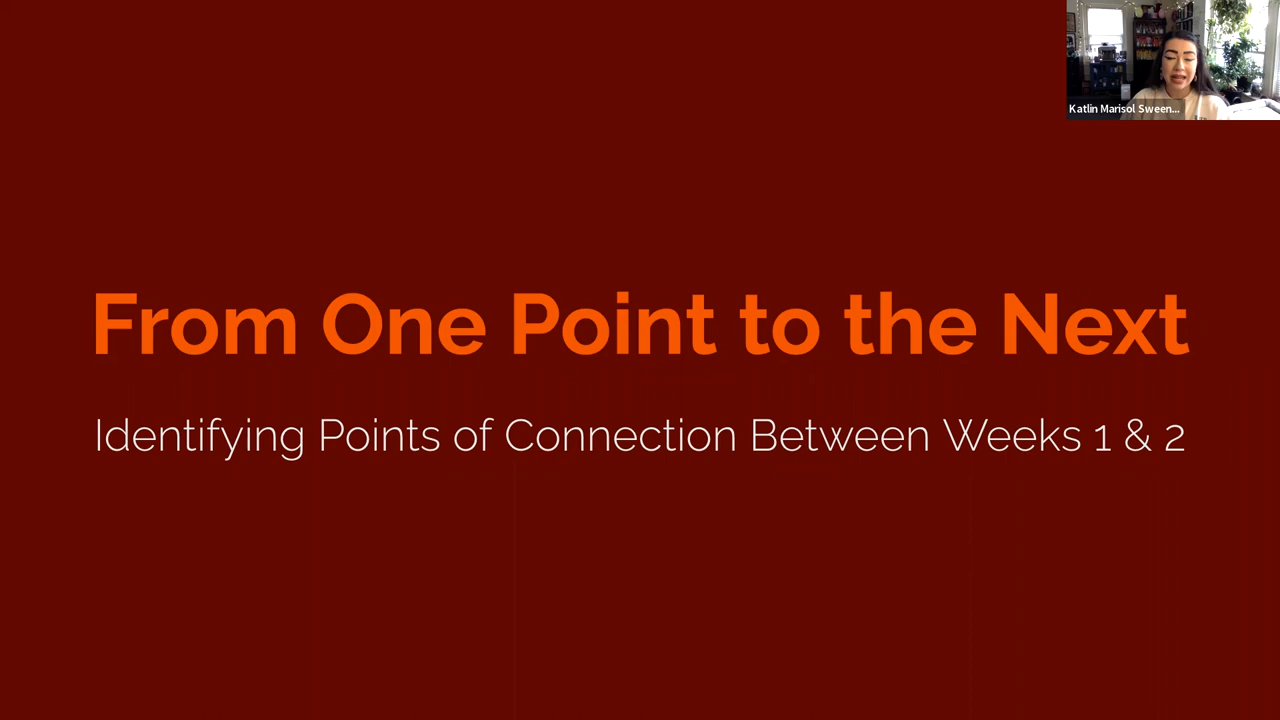 Katlin Marisol Sween...
From One Point to the Next
Identifying Points of Connection Between Weeks 1 & 2